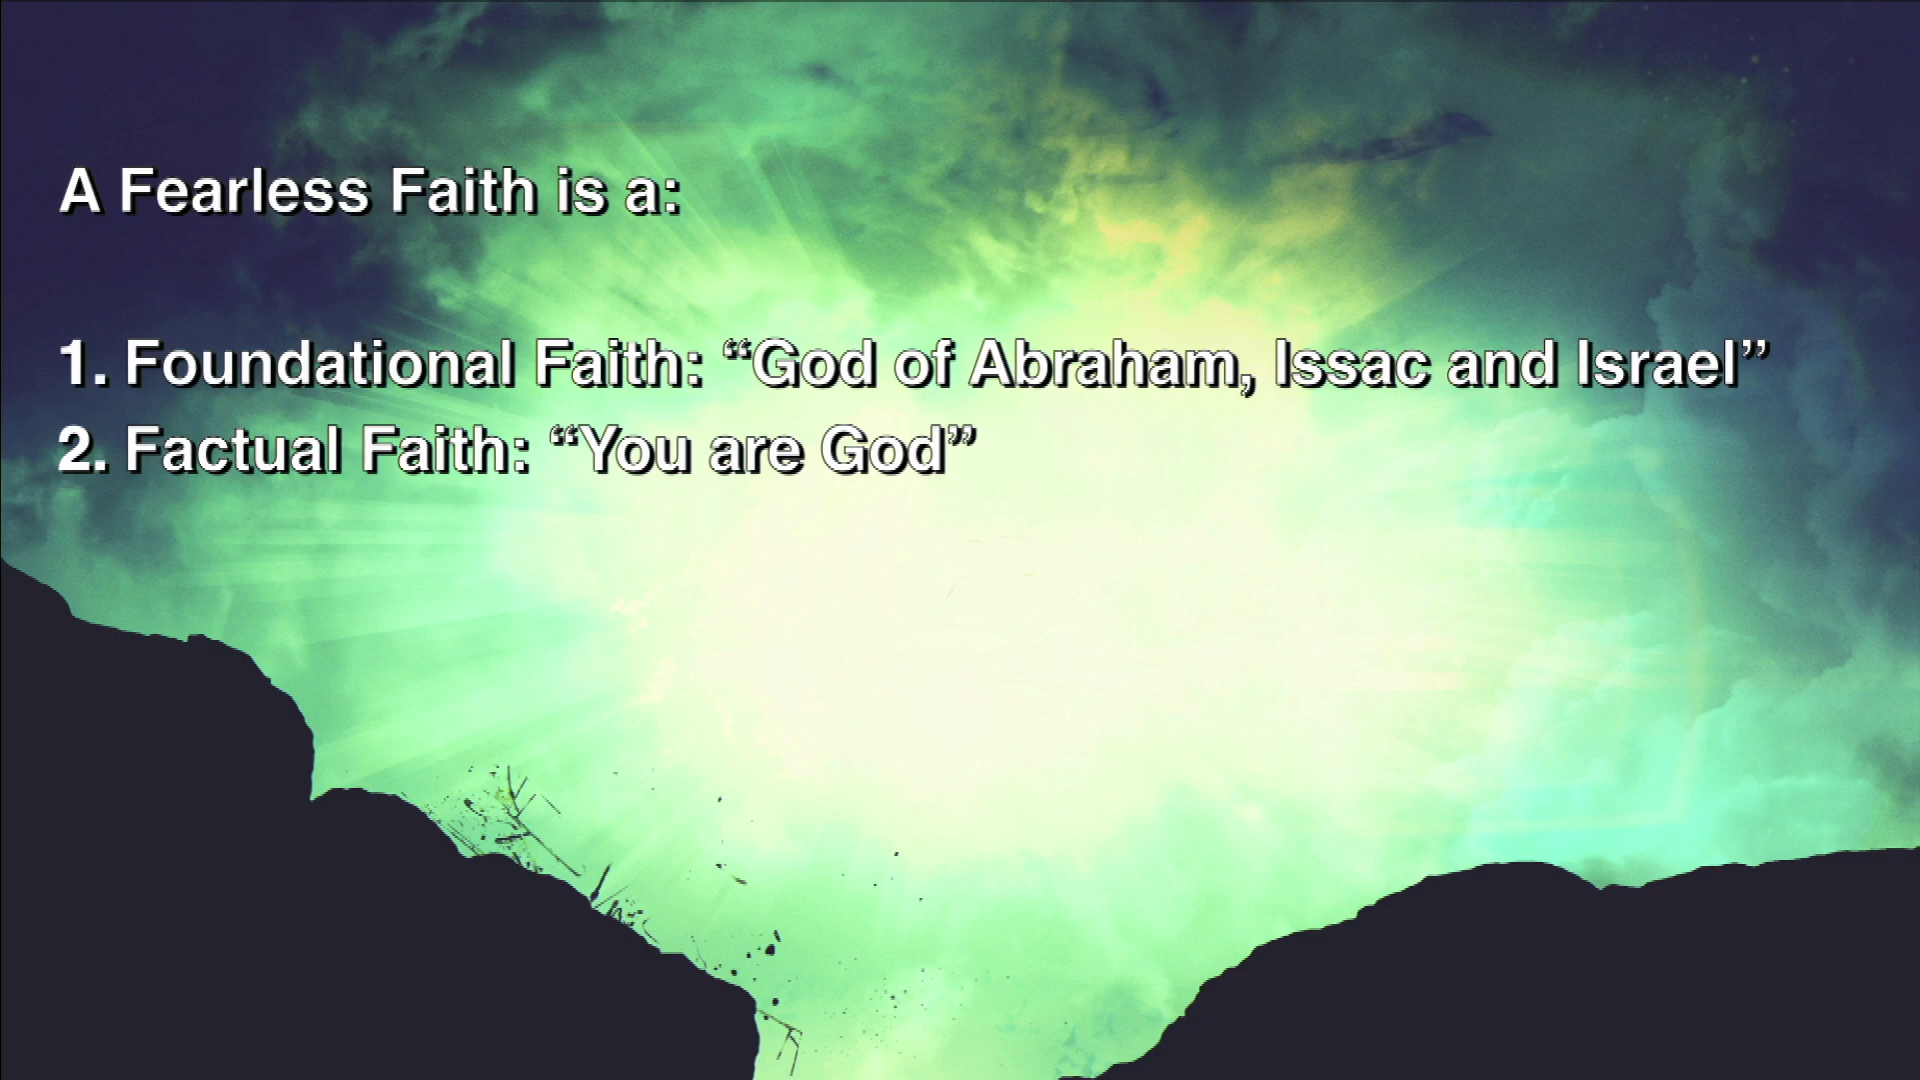 A Fearless Faith is a:
1. Foundational Faith: “God of Abraham, Issac and Israel”
2. Factual Faith: “You are God”